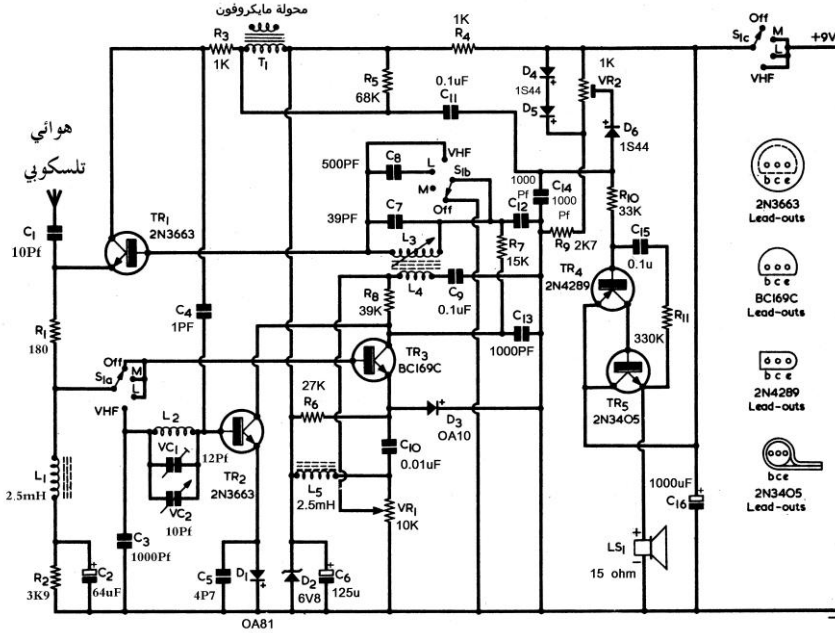 محولة مايكروفون
R3
1K
T1
1K
R4
Off
S1c
M
L
VHF
+9V
R5
68K
0.1uF
C11
D4
1S44
D5
1K
VR2
D6
1S44
هوائي
تلسكوبي
C1
10Pf
TR1
2N3663
500PF
C8
L
VHF
S1b
M
Off
39PF
C7
L3
C12
1000
Pf
C14
1000
Pf
R9 2K7
R10
33K
C15
0.1u
2N3663
Lead-outs
b c e
R7
15K
L4
C9
0.1uF
R8
39K
C4
1PF
R1
180
C13
1000PF
TR4
2N4289
R11
330K
BC169C
Lead-outs
b c e
Off
S1a
M
L
VHF
TR3
BC169C
TR5
2N3405
2N4289
Lead-outs
b c e
27K
R6
D3
OA10
L2
VC1
12Pf
VC2
10Pf
TR2
2N3663
C10
0.01uF
L1
2.5mH
L5
2.5mH
VR1
10K
1000uF
+
C16
2N3405
Lead-outs
b c e
C3
1000Pf
R2
3K9
+
C2
64uF
C5
4P7
D1
+
OA81
D2
6V8
+
C6
125u
LS1
+
−
15 ohm
−